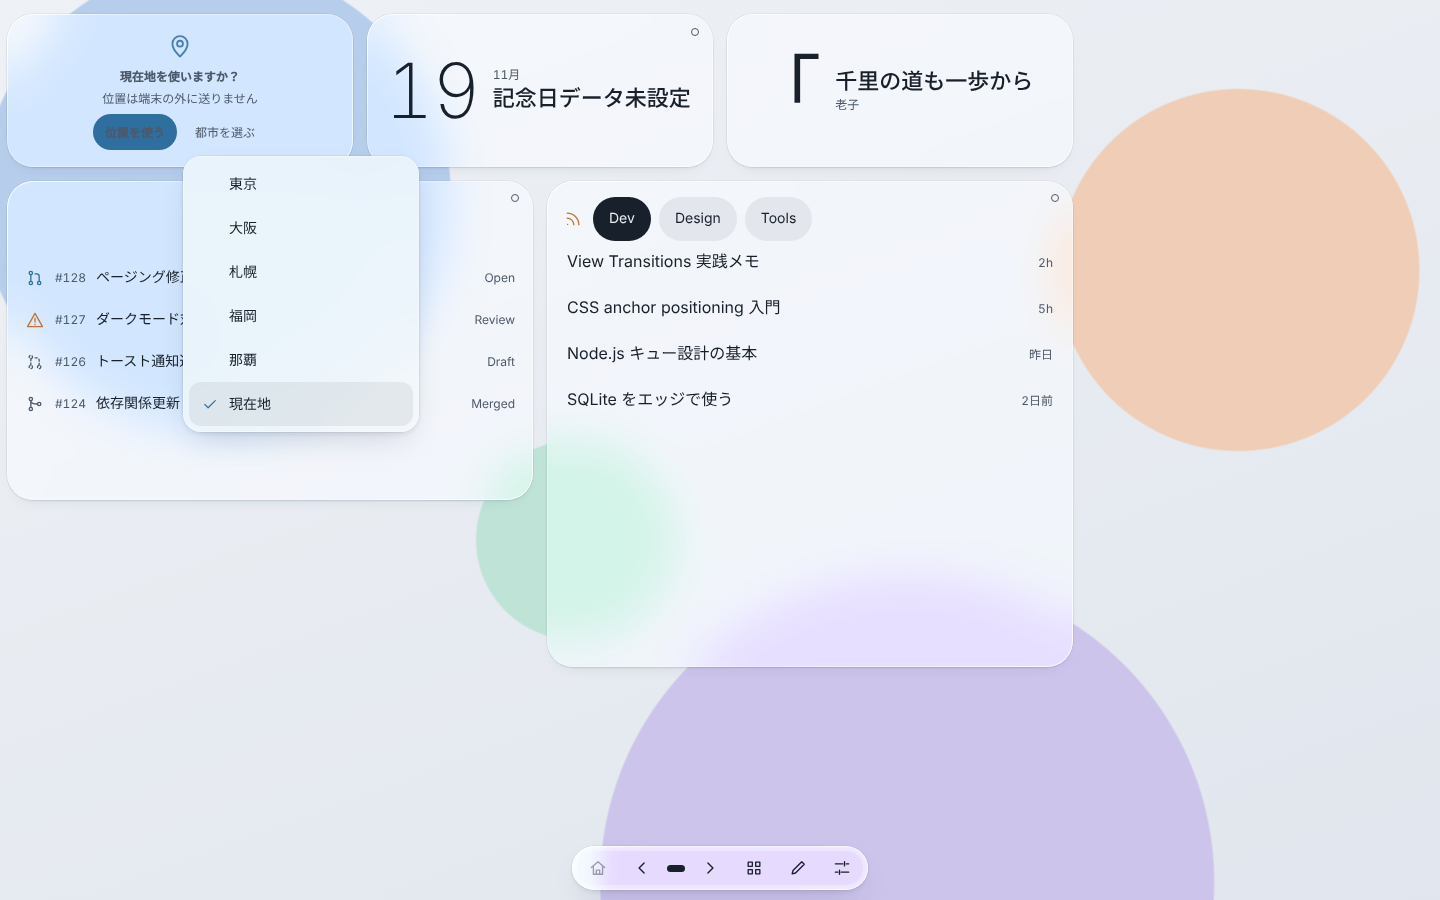 現在地を使いますか？
位置は端末の外に送りません
位置を使う
都市を選ぶ
19
11月
記念日データ未設定
「
千里の道も一歩から
老子
東京
大阪
札幌
福岡
那覇
現在地
#128 ページング修 Open
#127 ダークモード Review
#126 トースト通知 Draft
#124 依存関係更新 Merged
Dev
Design
Tools
View Transitions 実践メモ 2h
CSS anchor positioning 入門 5h
Node.js キュー設計の基本 昨日
SQLite をエッジで使う 2日前